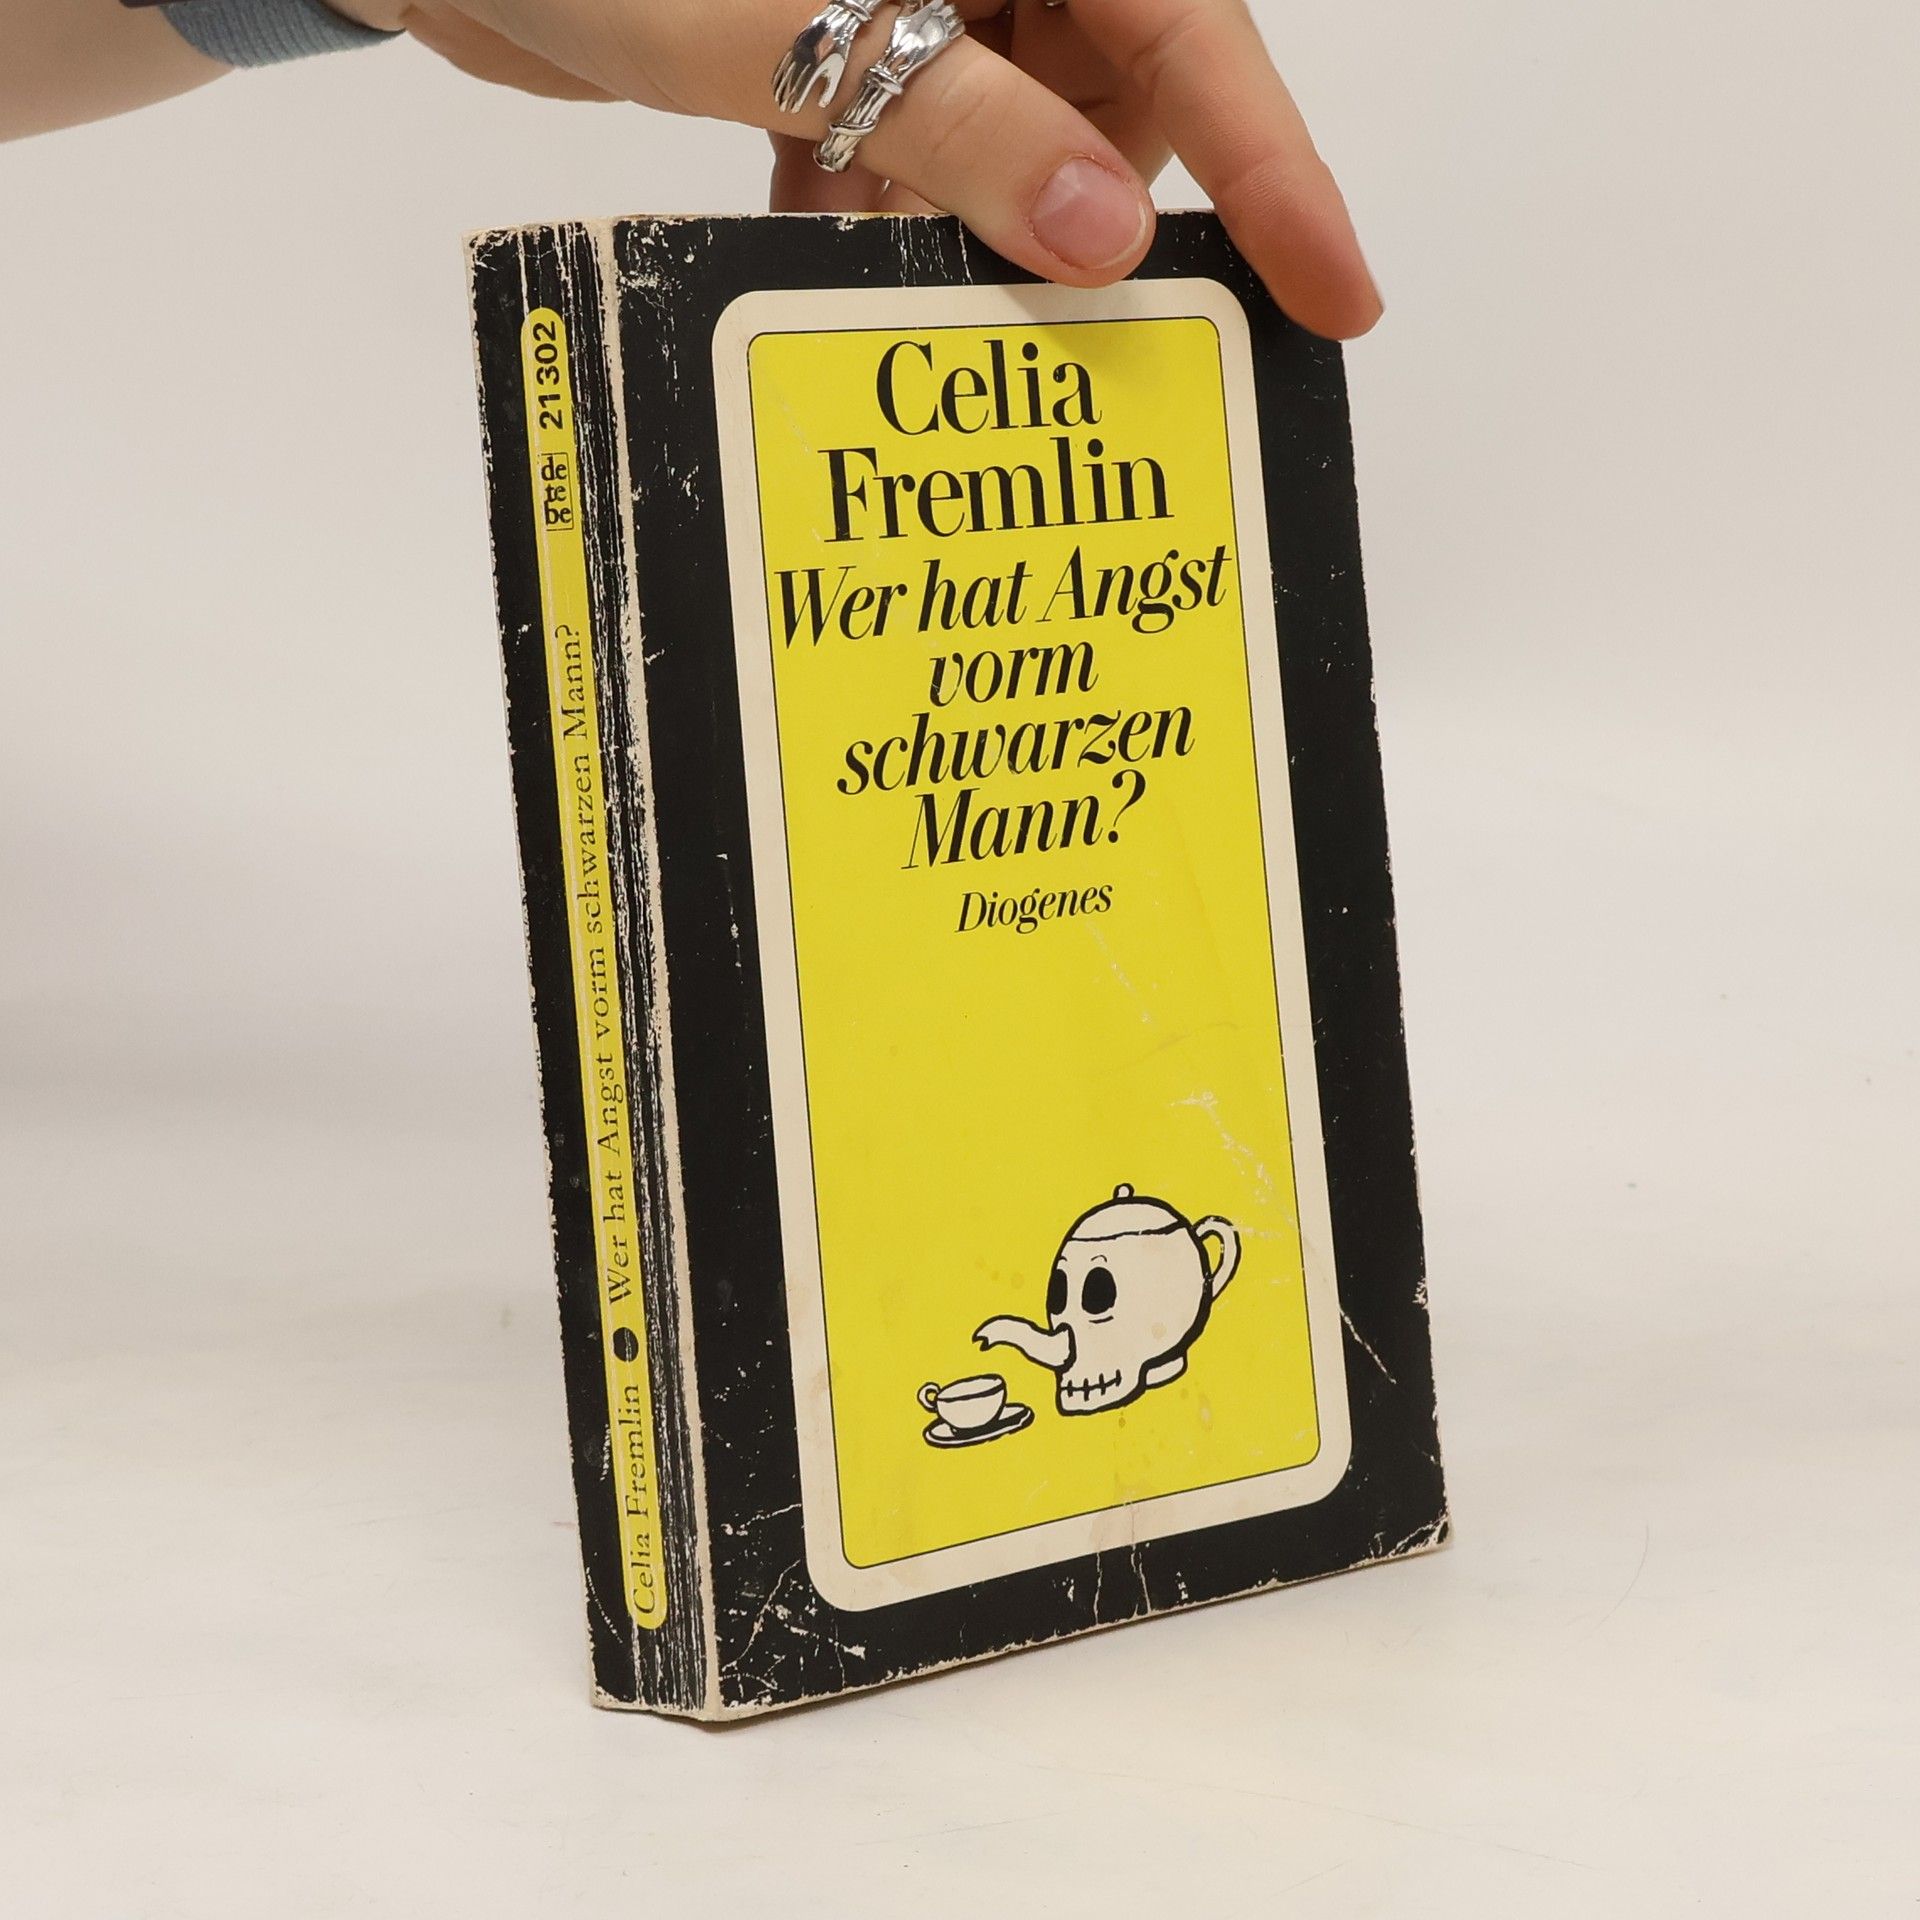 Celia
Fremlin
Wer hat Angst
vorm
schwarzen
Mann?
Diogenes
Celia Fremlin ● Wer hat Angst vorm schwarzen Mann?
de
te
be
21302